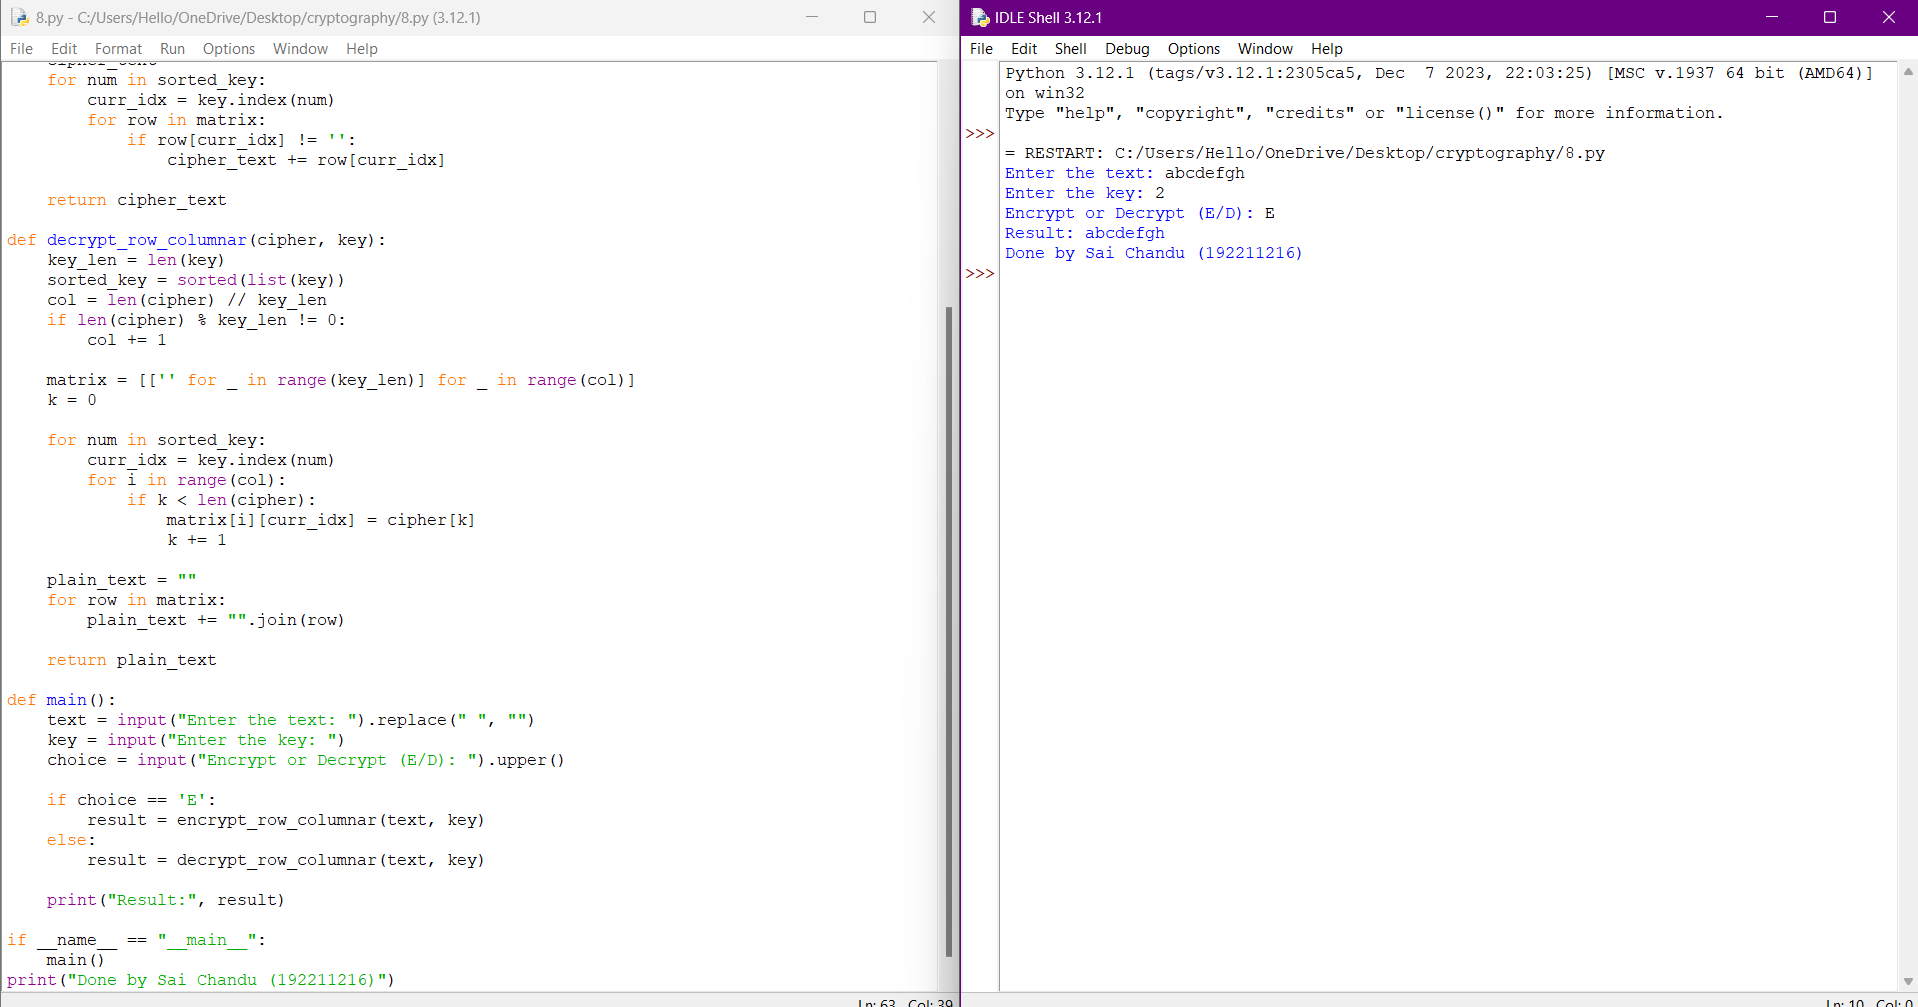 8.py - C:/Users/Hello/OneDrive/Desktop/cryptography/8.py (3.12.1)
File Edit Format Run Options Window Help
    for num in sorted_key:
        curr_idx = key.index(num)
        for row in matrix:
            if row[curr_idx] != '':
                cipher_text += row[curr_idx]
    return cipher_text
def decrypt_row_columnar(cipher, key):
    key_len = len(key)
    sorted_key = sorted(list(key))
    col = len(cipher) // key_len
    if len(cipher) % key_len != 0:
        col += 1
    matrix = [['' for _ in range(key_len)] for _ in range(col)]
    k = 0
    for num in sorted_key:
        curr_idx = key.index(num)
        for i in range(col):
            if k < len(cipher):
                matrix[i][curr_idx] = cipher[k]
                k += 1
    plain_text = ""
    for row in matrix:
        plain_text += "".join(row)
    return plain_text
def main():
    text = input("Enter the text: ").replace(" ", "")
    key = input("Enter the key: ")
    choice = input("Encrypt or Decrypt (E/D): ").upper()
    if choice == 'E':
        result = encrypt_row_columnar(text, key)
    else:
        result = decrypt_row_columnar(text, key)
    print("Result:", result)
if __name__ == "__main__":
    main()
print("Done by Sai Chandu (192211216)")
Ln: 63 Col: 39
IDLE Shell 3.12.1
File Edit Shell Debug Options Window Help
Python 3.12.1 (tags/v3.12.1:2305ca5, Dec  7 2023, 22:03:25) [MSC v.1937 64 bit (AMD64)]
on win32
Type "help", "copyright", "credits" or "license()" for more information.
>>>
= RESTART: C:/Users/Hello/OneDrive/Desktop/cryptography/8.py
Enter the text: abcdefgh
Enter the key: 2
Encrypt or Decrypt (E/D): E
Result: abcdefgh
Done by Sai Chandu (192211216)
>>>
Ln: 10 Col: 0